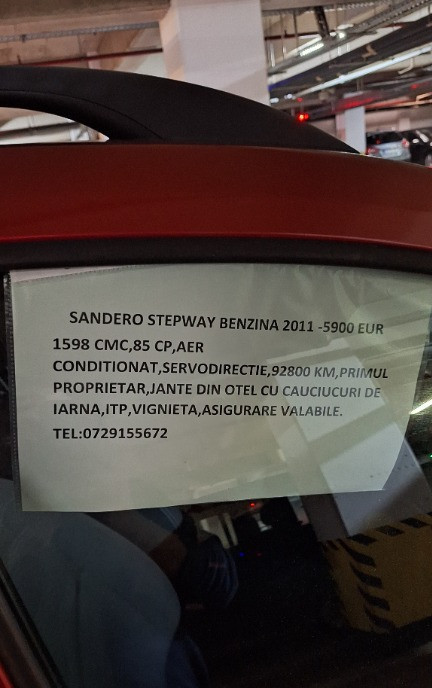 SANDERO STEPWAY BENZINA 2011 -5900 EUR
1598 CMC,85 CP,AER
CONDITIONAT,SERVODIRECTIE,92800 KM,PRIMUL
PROPRIETAR,JANTE DIN OTEL CU CAUCIUCURI DE
IARNA,ITP,VIGNIETA,ASIGURARE VALABILE.
TEL:0729155672